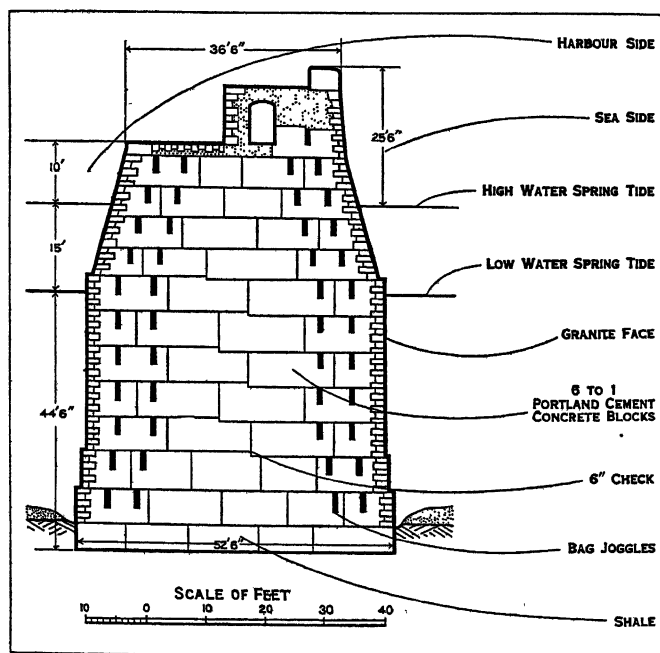 36'6"
HARBOUR SIDE
25'6"
SEA SIDE
10'
HIGH WATER SPRING TIDE
15'
LOW WATER SPRING TIDE
GRANITE FACE
6 TO 1
PORTLAND CEMENT
CONCRETE BLOCKS
44'6"
6" CHECK
52'6"
BAG JOGGLES
SCALE OF FEET
10 0 10 20 30 40
SHALE